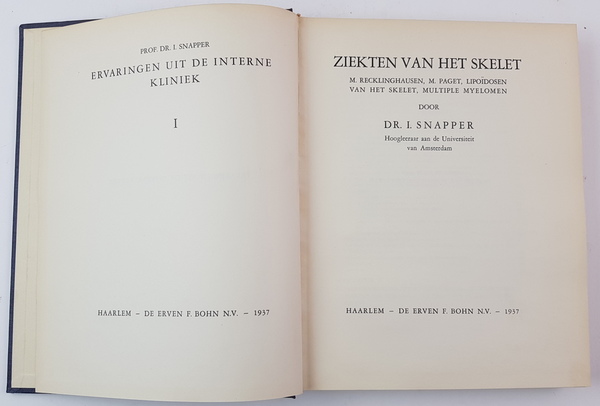 PROF. DR. I. SNAPPER
ERVARINGEN UIT DE INTERNE
KLINIEK
I
HAARLEM – DE ERVEN F. BOHN N.V. – 1937
ZIEKTEN VAN HET SKELET
M. RECKLINGHAUSEN, M. PAGET, LIPOÏDOSEN
VAN HET SKELET, MULTIPLE MYELOMEN
DOOR
DR. I. SNAPPER
Hoogleeraar aan de Universiteit
van Amsterdam
HAARLEM – DE ERVEN F. BOHN N.V. – 1937